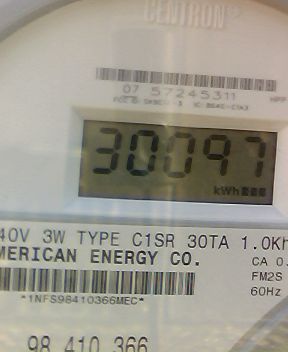 CENTRON®
07 57245311
30097
kWh
40V 3W TYPE C1SR 30TA 1.0Kh
MERICAN ENERGY CO.
CA 0.
FM2S
60Hz
*1NFS98410366MEC*
98 410 366